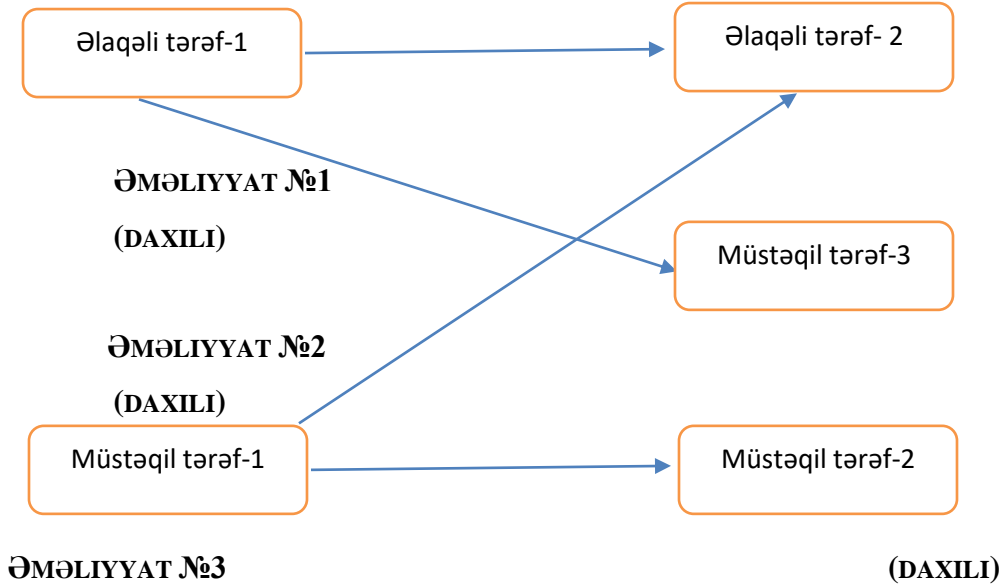 Əlaqəli tərəf-1
Əlaqəli tərəf- 2
ƏMƏLIYYAT №1
(DAXILI)
Müstəqil tərəf-3
ƏMƏLIYYAT №2
(DAXILI)
Müstəqil tərəf-1
Müstəqil tərəf-2
ƏMƏLIYYAT №3 (DAXILI)